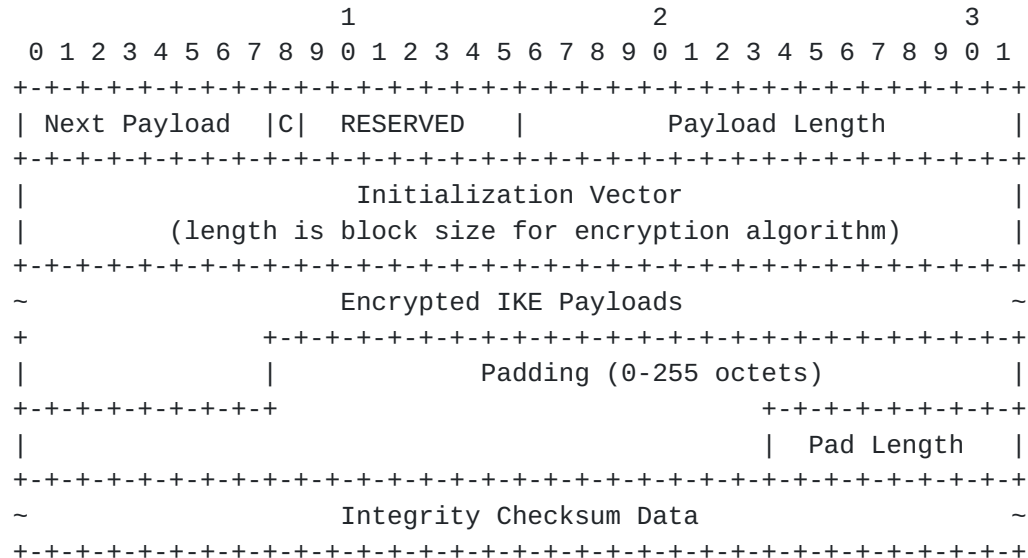 1                   2                   3
 0 1 2 3 4 5 6 7 8 9 0 1 2 3 4 5 6 7 8 9 0 1 2 3 4 5 6 7 8 9 0 1
+-+-+-+-+-+-+-+-+-+-+-+-+-+-+-+-+-+-+-+-+-+-+-+-+-+-+-+-+-+-+-+-+
| Next Payload  |C|  RESERVED   |         Payload Length        |
+-+-+-+-+-+-+-+-+-+-+-+-+-+-+-+-+-+-+-+-+-+-+-+-+-+-+-+-+-+-+-+-+
|                     Initialization Vector                     |
|         (length is block size for encryption algorithm)       |
+-+-+-+-+-+-+-+-+-+-+-+-+-+-+-+-+-+-+-+-+-+-+-+-+-+-+-+-+-+-+-+-+
~                    Encrypted IKE Payloads                     ~
+               +-+-+-+-+-+-+-+-+-+-+-+-+-+-+-+-+-+-+-+-+-+-+-+-+
|               |             Padding (0-255 octets)            |
+-+-+-+-+-+-+-+-+                               +-+-+-+-+-+-+-+-+
|                                               |  Pad Length   |
+-+-+-+-+-+-+-+-+-+-+-+-+-+-+-+-+-+-+-+-+-+-+-+-+-+-+-+-+-+-+-+-+
~                    Integrity Checksum Data                    ~
+-+-+-+-+-+-+-+-+-+-+-+-+-+-+-+-+-+-+-+-+-+-+-+-+-+-+-+-+-+-+-+-+